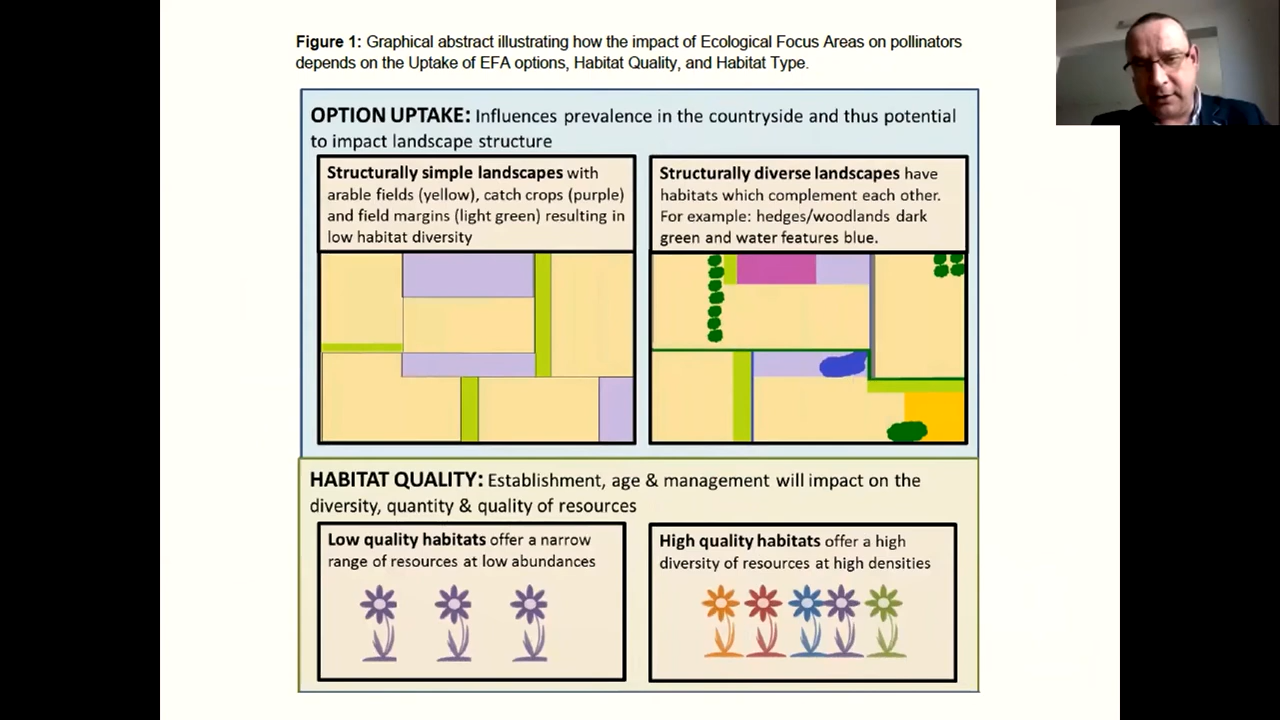 Figure 1: Graphical abstract illustrating how the impact of Ecological Focus Areas on pollinators
depends on the Uptake of EFA options, Habitat Quality, and Habitat Type.
OPTION UPTAKE: Influences prevalence in the countryside and thus potential
to impact landscape structure
Structurally simple landscapes with
arable fields (yellow), catch crops (purple)
and field margins (light green) resulting in
low habitat diversity
Structurally diverse landscapes have
habitats which complement each other.
For example: hedges/woodlands dark
green and water features blue.
HABITAT QUALITY: Establishment, age & management will impact on the
diversity, quantity & quality of resources
Low quality habitats offer a narrow
range of resources at low abundances
High quality habitats offer a high
diversity of resources at high densities